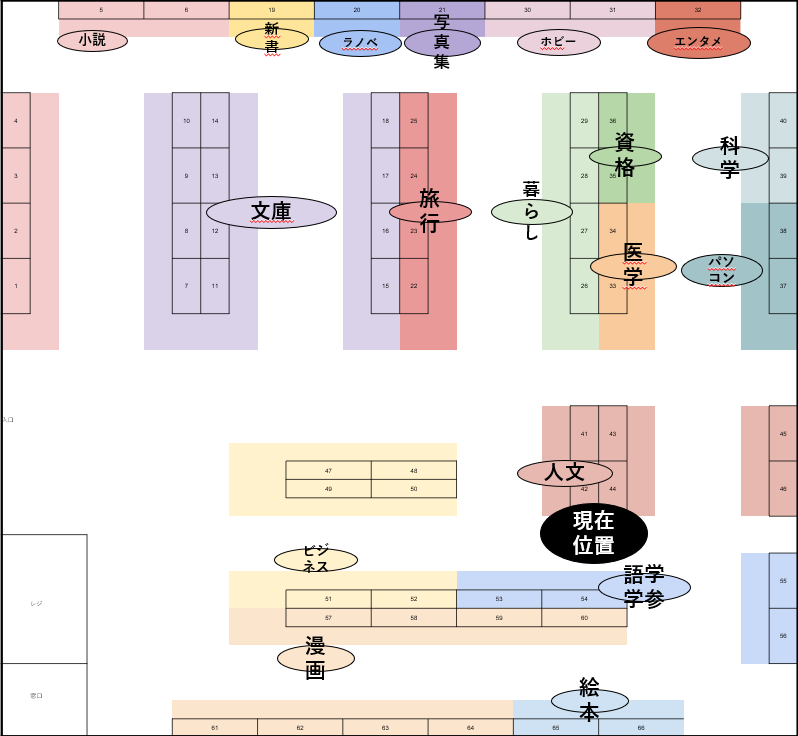 5 6 19 20 21 30 31 32
小説
新書
ラノベ
写真集
ホビー
エンタメ
4 10 14 18 25 29 36 40
資格
科学
3 9 13 17 24 28 35 39
暮らし
文庫
旅行
2 8 12 16 23 27 34 38
医学
パソコン
1 7 11 15 22 26 33 37
入口
41 43 45
47 48
人文
49 50
42 44 46
現在位置
ビジネス
語学学参
51 52 53 54 55
レジ
57 58 59 60
56
漫画
絵本
窓口
61 62 63 64 65 66